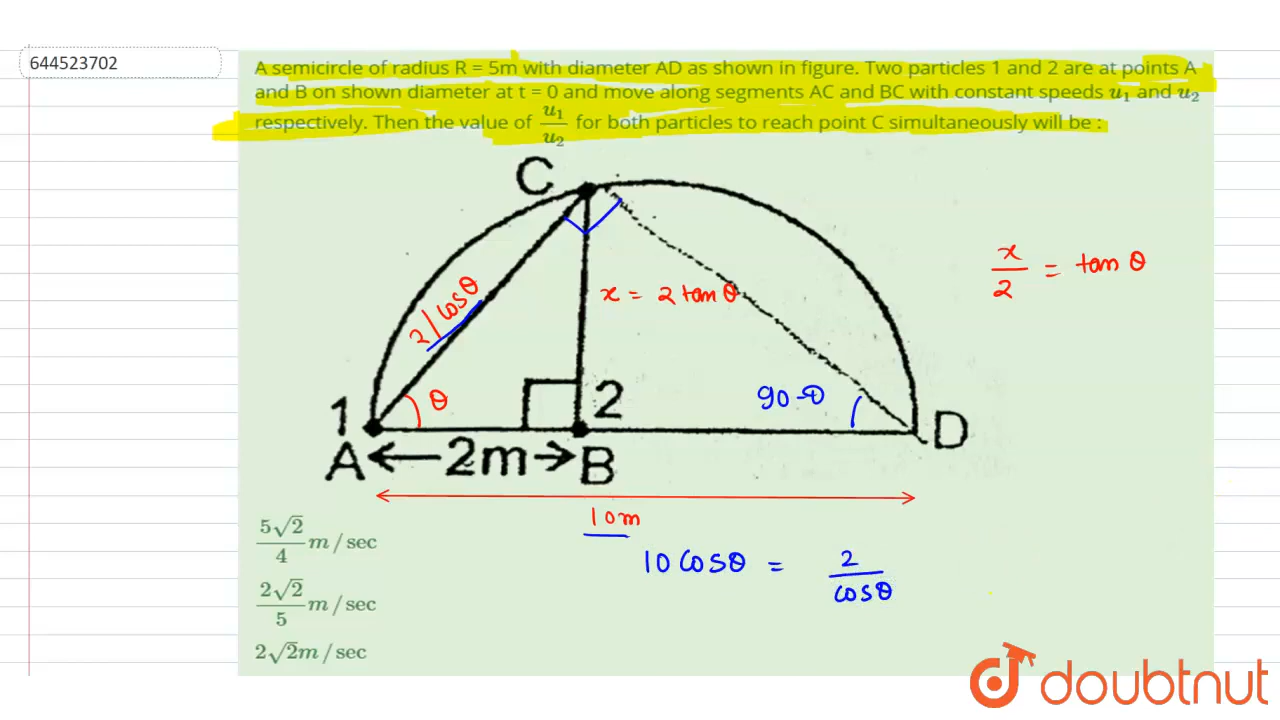 644523702
A semicircle of radius R = 5m with diameter AD as shown in figure. Two particles 1 and 2 are at points A
and B on shown diameter at t = 0 and move along segments AC and BC with constant speeds u₁ and u₂
respectively. Then the value of u₁/u₂ for both particles to reach point C simultaneously will be :
C
x/2 = tan θ
2/cosθ
x = 2 tan θ
1
θ
2
90-θ
A
2m
B
D
10m
10 cosθ = 2/cosθ
5√2/4 m / sec
2√2/5 m / sec
2√2 m / sec
doubtnut